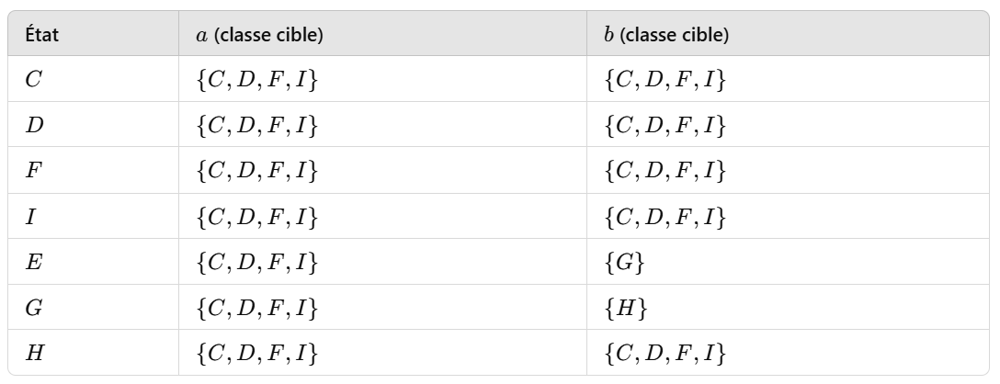 État a (classe cible) b (classe cible)
C {C, D, F, I} {C, D, F, I}
D {C, D, F, I} {C, D, F, I}
F {C, D, F, I} {C, D, F, I}
I {C, D, F, I} {C, D, F, I}
E {C, D, F, I} {G}
G {C, D, F, I} {H}
H {C, D, F, I} {C, D, F, I}